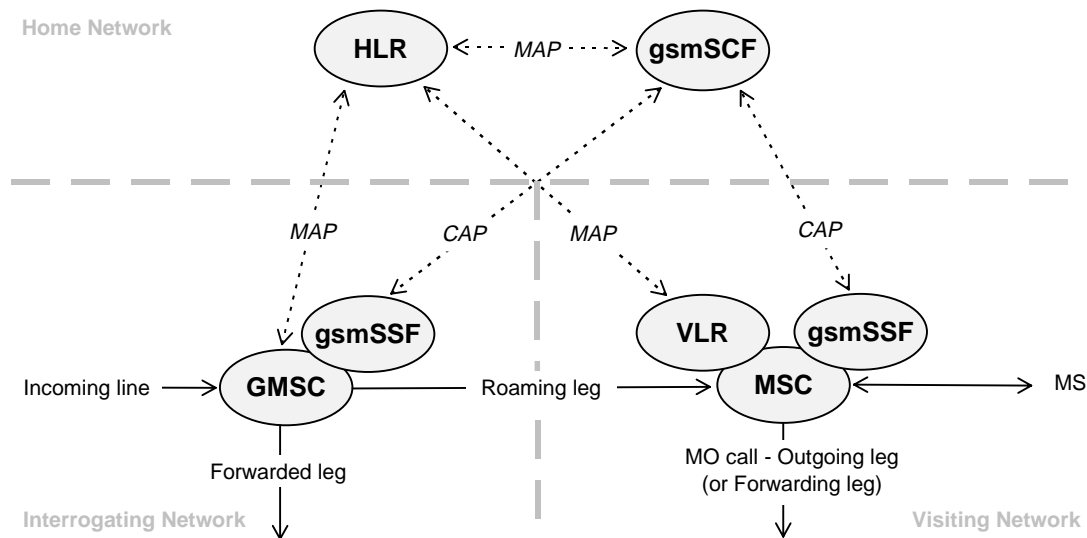 Home Network
HLR
MAP
gsmSCF
MAP
CAP
MAP
CAP
gsmSSF
VLR
gsmSSF
Incoming line
GMSC
Roaming leg
MSC
MS
Forwarded leg
MO call - Outgoing leg
(or Forwarding leg)
Interrogating Network
Visiting Network